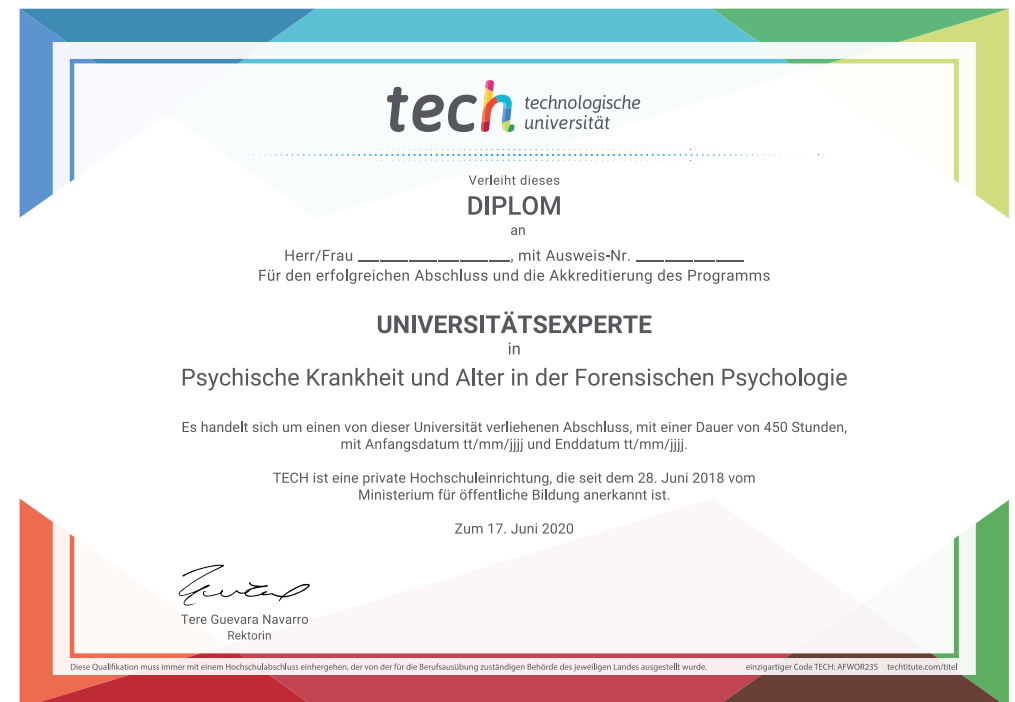 tech technologische
universität
Verleiht dieses
DIPLOM
an
Herr/Frau ______________, mit Ausweis-Nr. __________
Für den erfolgreichen Abschluss und die Akkreditierung des Programms
UNIVERSITÄTSEXPERTE
in
Psychische Krankheit und Alter in der Forensischen Psychologie
Es handelt sich um einen von dieser Universität verliehenen Abschluss, mit einer Dauer von 450 Stunden,
mit Anfangsdatum tt/mm/jjjj und Enddatum tt/mm/jjjj.
TECH ist eine private Hochschuleinrichtung, die seit dem 28. Juni 2018 vom
Ministerium für öffentliche Bildung anerkannt ist.
Zum 17. Juni 2020
Tere Guevara Navarro
Rektorin
Diese Qualifikation muss immer mit einem Hochschulabschluss einhergehen, der von der für die Berufsausübung zuständigen Behörde des jeweiligen Landes ausgestellt wurde. einzigartiger Code TECH: AFWOR23S techtitute.com/titel